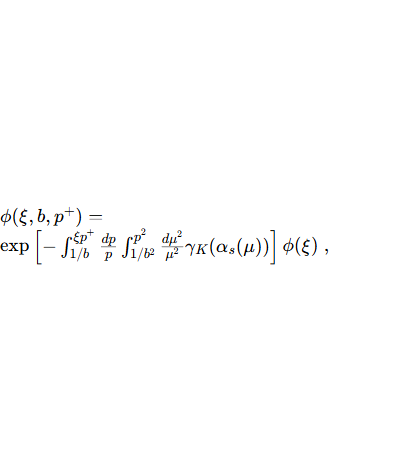 ϕ(ξ, b, p⁺) =
exp [ − ∫_{1/b}^{ξp⁺} dp/p ∫_{1/b²}^{p²} dμ²/μ² γ_K(α_s(μ)) ] ϕ(ξ) ,